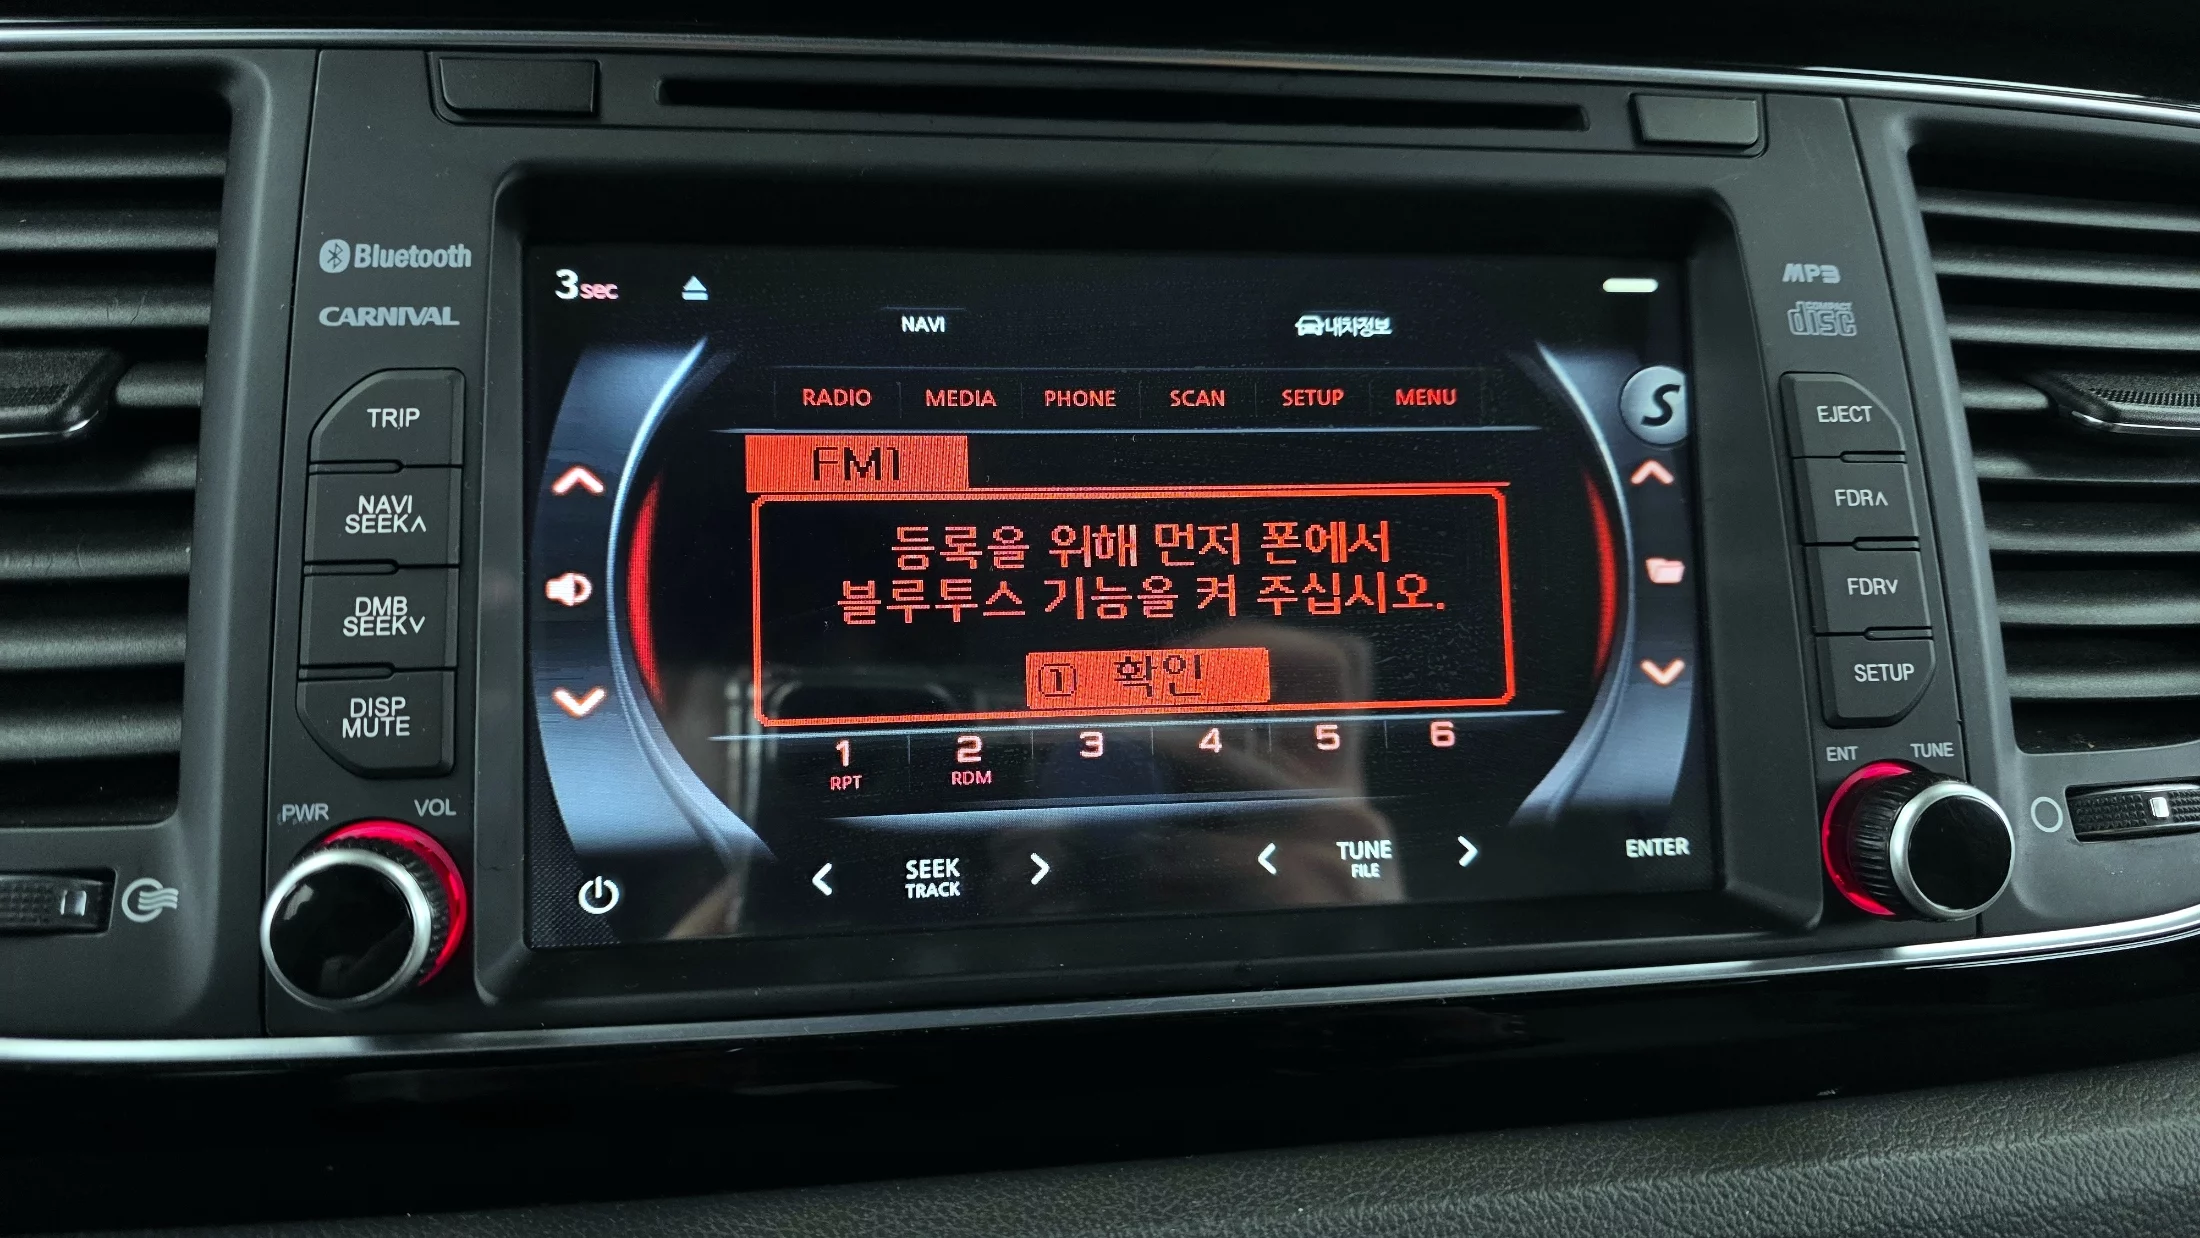 Bluetooth
CARNIVAL
TRIP
NAVI
SEEK∧
DMB
SEEK∨
DISP
MUTE
PWR
VOL
3sec
NAVI
내차정보
RADIO MEDIA PHONE SCAN SETUP MENU
FM1
등록을 위해 먼저 폰에서
블루투스 기능을 켜 주십시오.
① 확인
1 2 3 4 5 6
RPT RDM
SEEK
TRACK
TUNE
FILE
ENTER
S
MP3
COMPACT
disc
EJECT
FDR∧
FDR∨
SETUP
ENT
TUNE